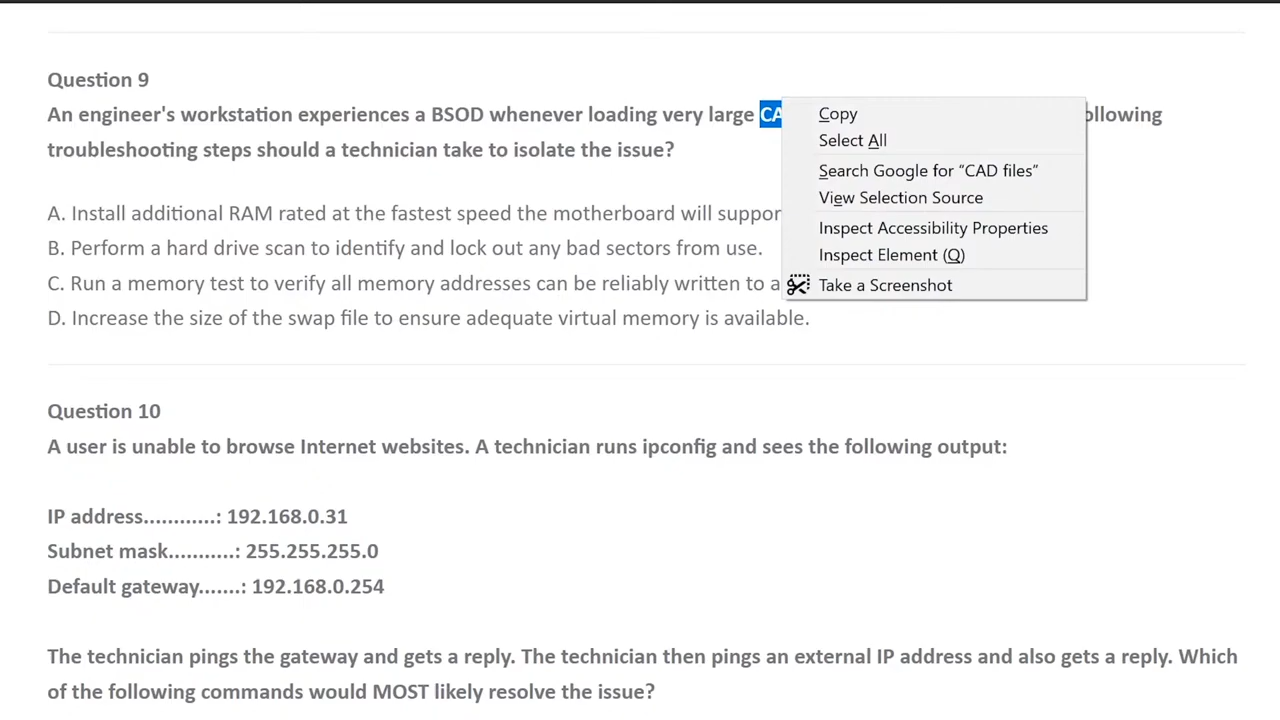 Question 9
An engineer's workstation experiences a BSOD whenever loading very large CA
troubleshooting steps should a technician take to isolate the issue?
A. Install additional RAM rated at the fastest speed the motherboard will
B. Perform a hard drive scan to identify and lock out any bad sectors from use.
C. Run a memory test to verify all memory addresses can be reliably written to
D. Increase the size of the swap file to ensure adequate virtual memory is available.
Copy
Select All
Search Google for “CAD files”
View Selection Source
Inspect Accessibility Properties
Inspect Element (Q)
Take a Screenshot
Question 10
A user is unable to browse Internet websites. A technician runs ipconfig and sees the following output:
IP address............: 192.168.0.31
Subnet mask...........: 255.255.255.0
Default gateway.......: 192.168.0.254
The technician pings the gateway and gets a reply. The technician then pings an external IP address and also gets a reply. Which
of the following commands would MOST likely resolve the issue?